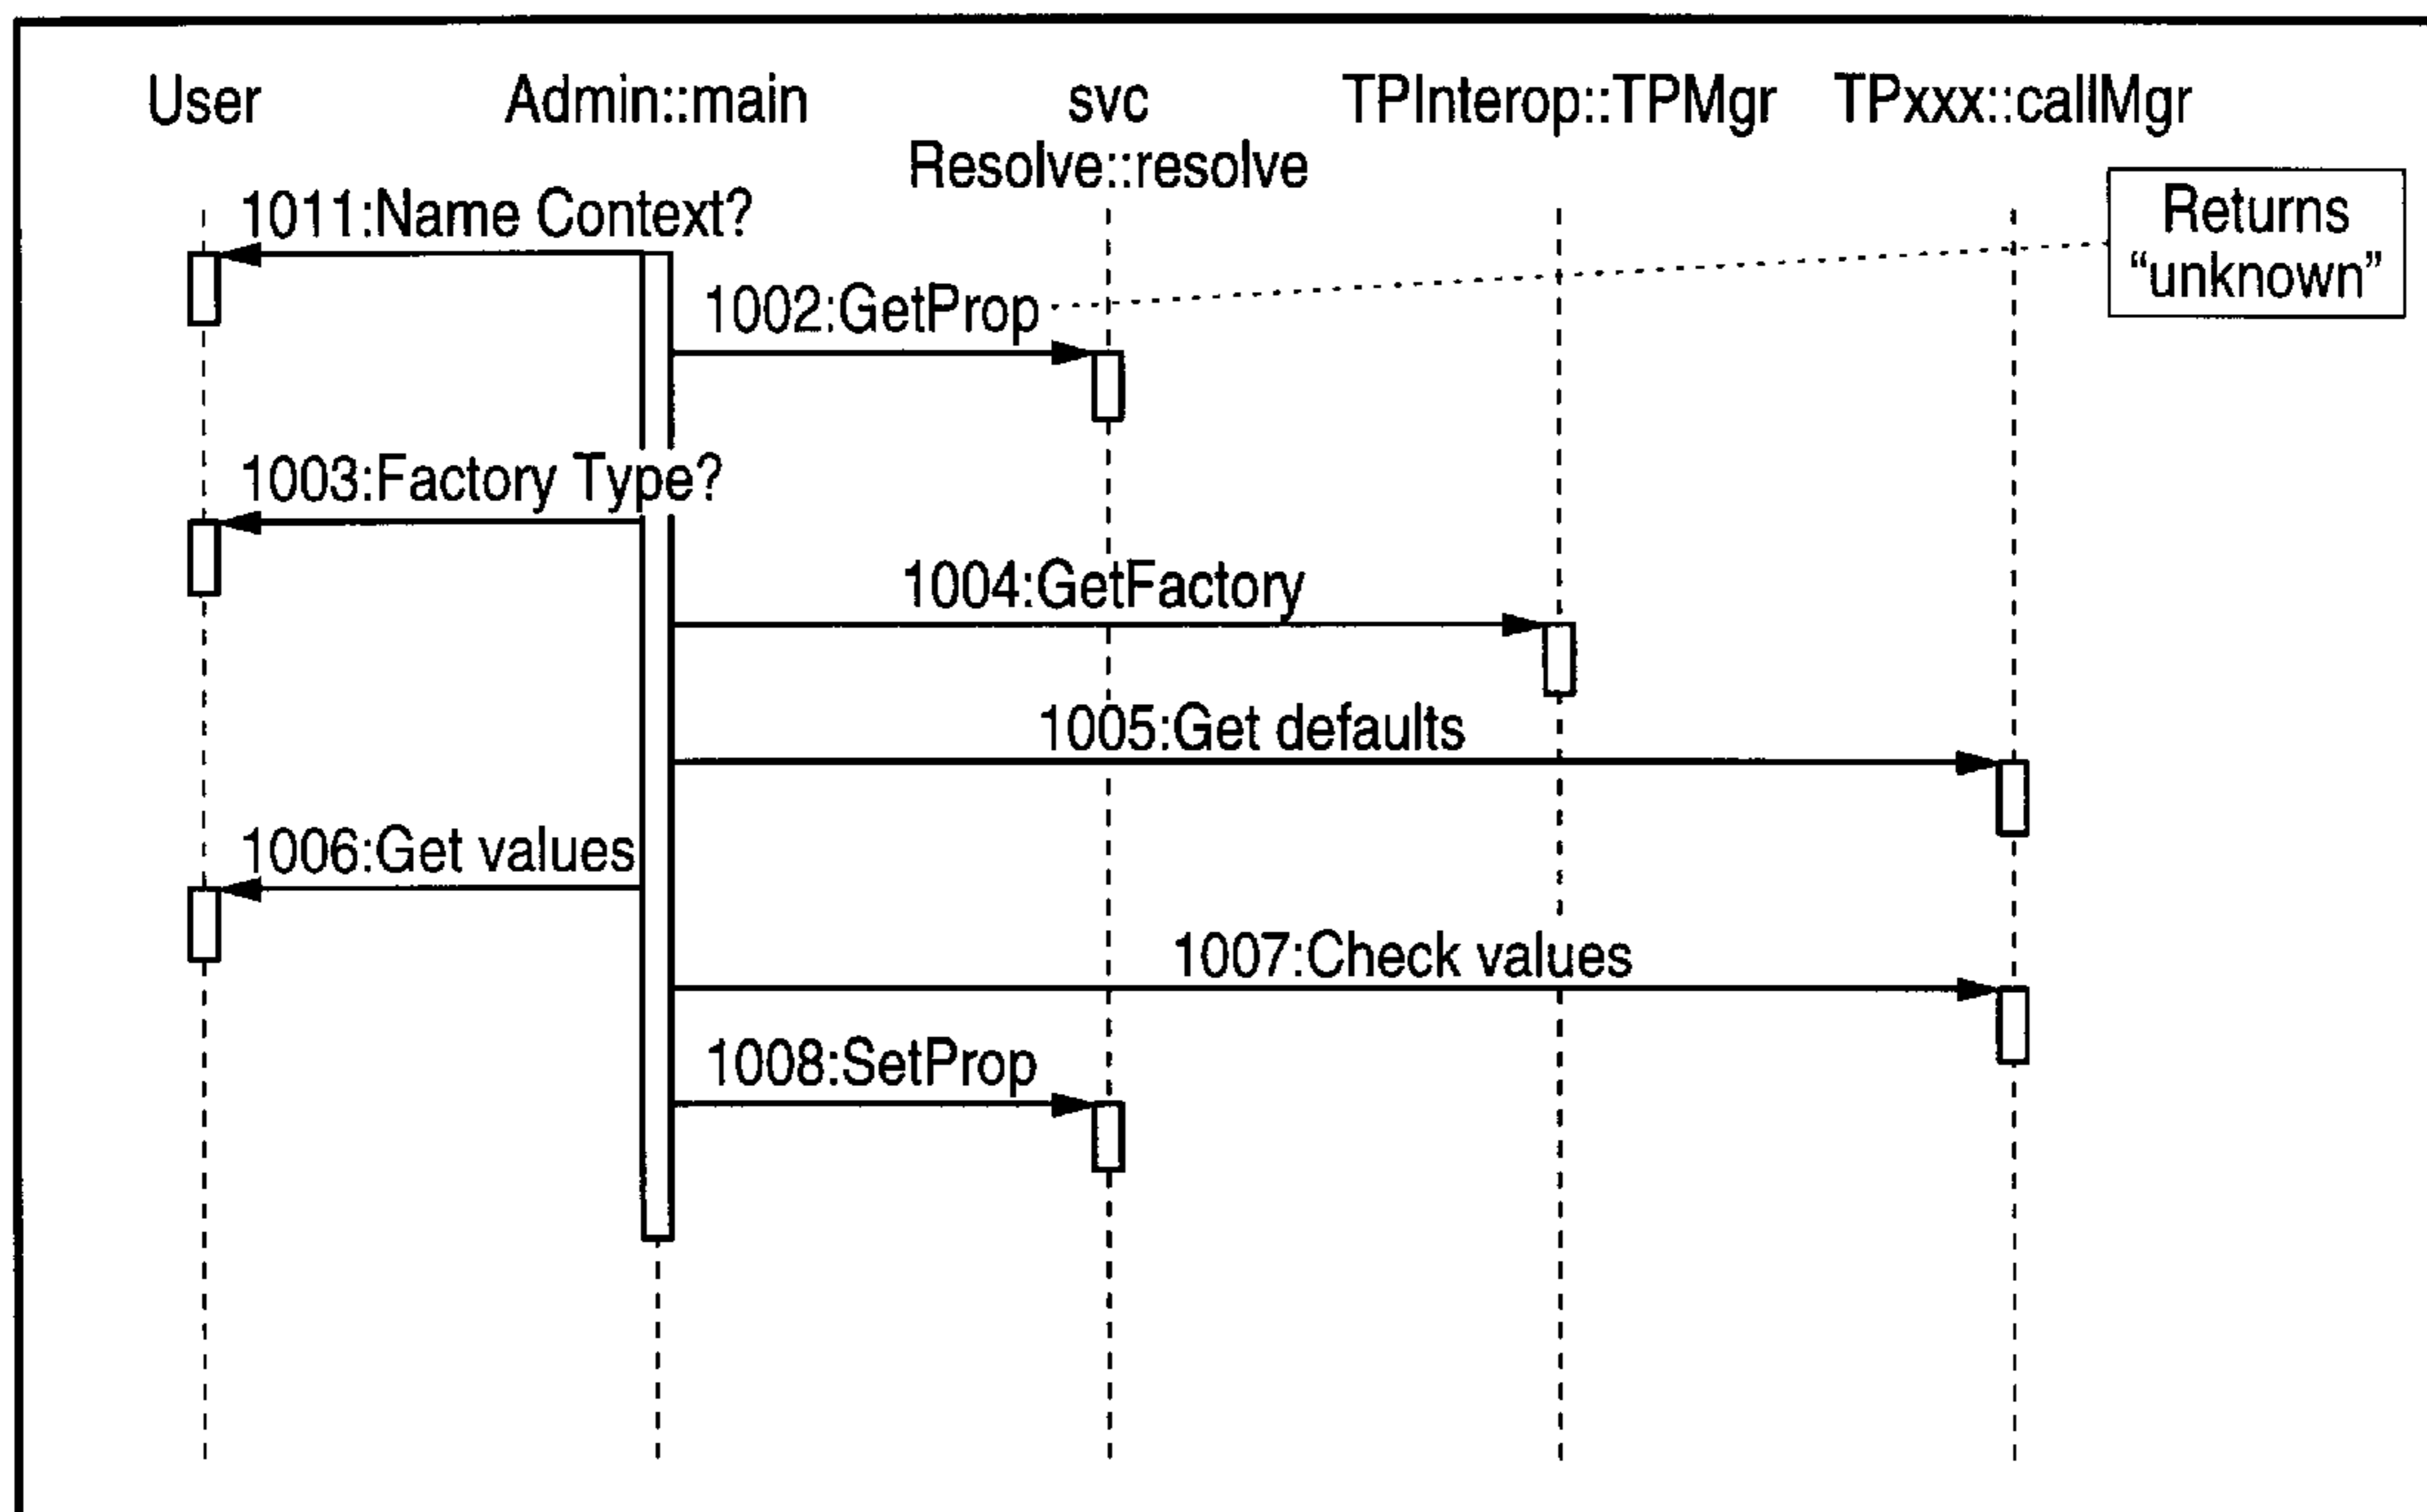 User
Admin::main
svc
Resolve::resolve
TPInterop::TPMgr
TPxxx::callMgr
Returns
“unknown”
1011:Name Context?
1002:GetProp
1003:Factory Type?
1004:GetFactory
1005:Get defaults
1006:Get values
1007:Check values
1008:SetProp